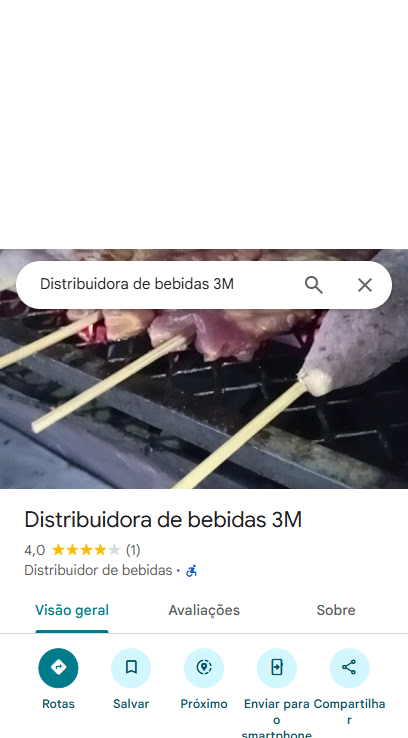 Distribuidora de bebidas 3M
Distribuidora de bebidas 3M
4,0 (1)
Distribuidor de bebidas ·
Visão geral Avaliações Sobre
Rotas Salvar Próximo Enviar para o smartphone Compartilhar